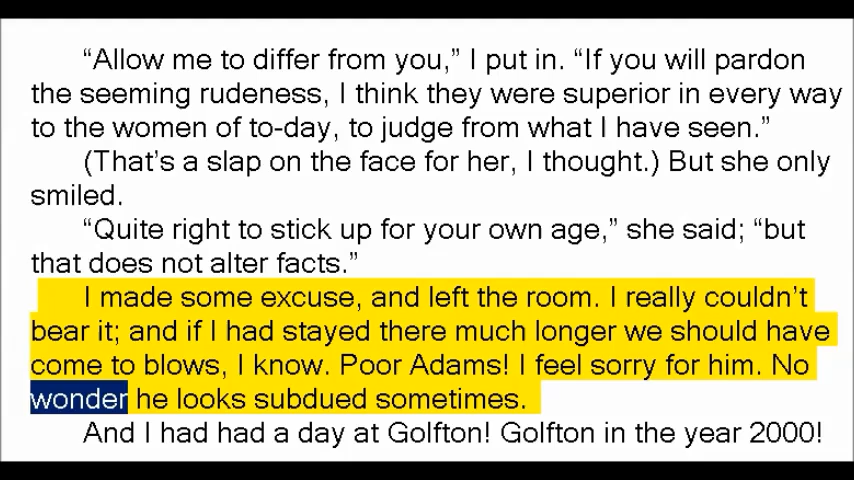 “Allow me to differ from you,” I put in. “If you will pardon
the seeming rudeness, I think they were superior in every way
to the women of to-day, to judge from what I have seen.”
(That’s a slap on the face for her, I thought.) But she only
smiled.
“Quite right to stick up for your own age,” she said; “but
that does not alter facts.”
I made some excuse, and left the room. I really couldn’t
bear it; and if I had stayed there much longer we should have
come to blows, I know. Poor Adams! I feel sorry for him. No
wonder he looks subdued sometimes.
And I had had a day at Golfton! Golfton in the year 2000!